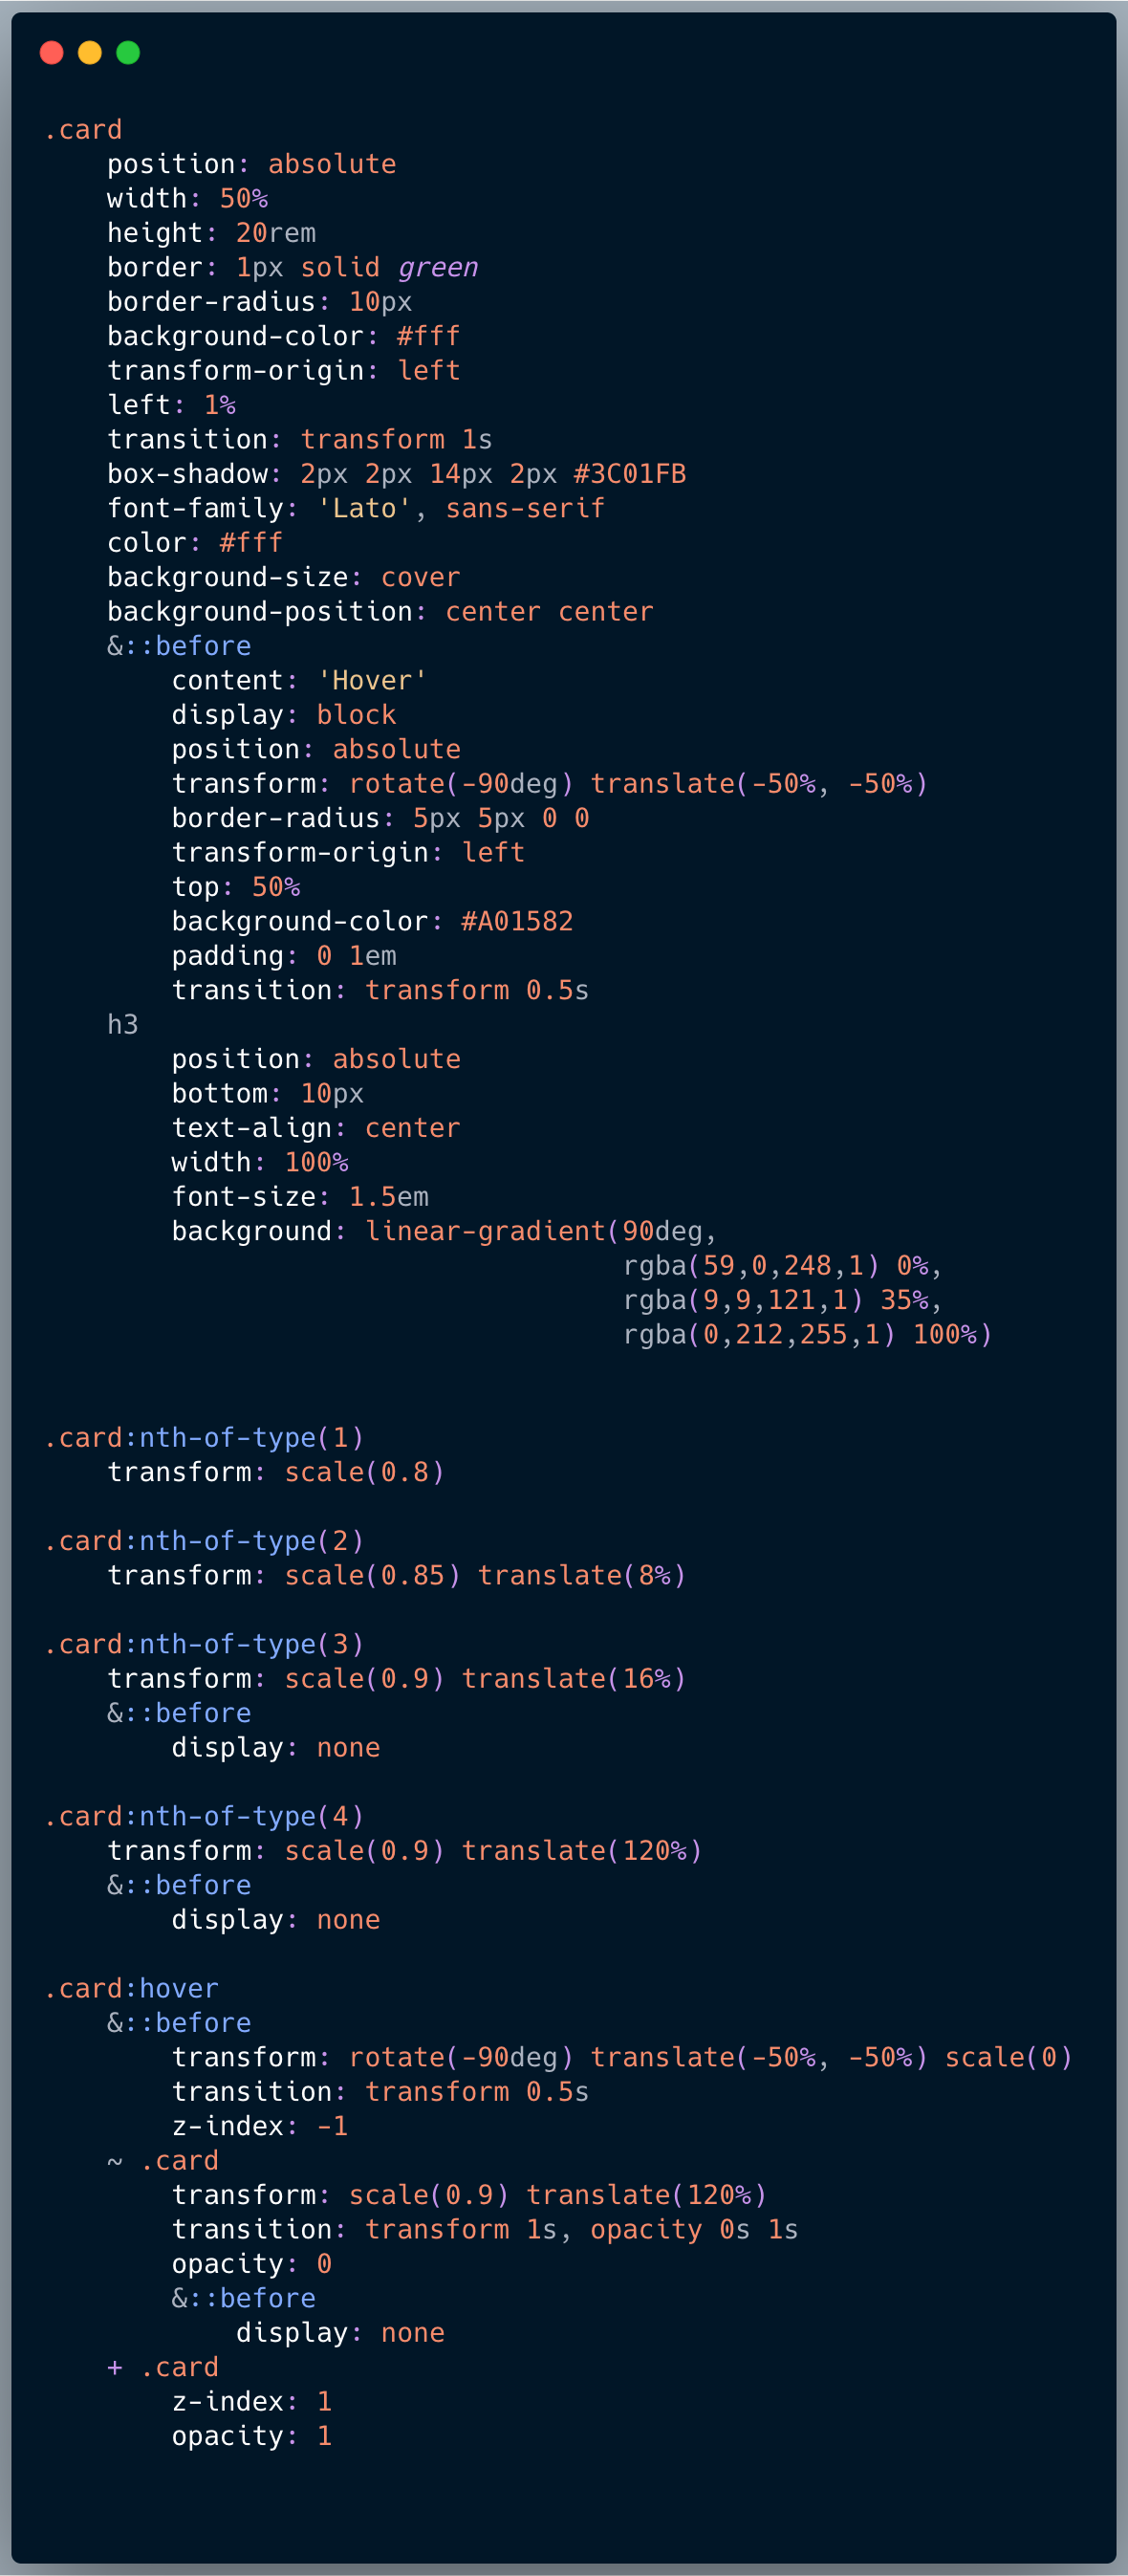 .card
    position: absolute
    width: 50%
    height: 20rem
    border: 1px solid green
    border-radius: 10px
    background-color: #fff
    transform-origin: left
    left: 1%
    transition: transform 1s
    box-shadow: 2px 2px 14px 2px #3C01FB
    font-family: 'Lato', sans-serif
    color: #fff
    background-size: cover
    background-position: center center
    &::before
        content: 'Hover'
        display: block
        position: absolute
        transform: rotate(-90deg) translate(-50%, -50%)
        border-radius: 5px 5px 0 0
        transform-origin: left
        top: 50%
        background-color: #A01582
        padding: 0 1em
        transition: transform 0.5s
    h3
        position: absolute
        bottom: 10px
        text-align: center
        width: 100%
        font-size: 1.5em
        background: linear-gradient(90deg,
                                    rgba(59,0,248,1) 0%,
                                    rgba(9,9,121,1) 35%,
                                    rgba(0,212,255,1) 100%)
.card:nth-of-type(1)
    transform: scale(0.8)
.card:nth-of-type(2)
    transform: scale(0.85) translate(8%)
.card:nth-of-type(3)
    transform: scale(0.9) translate(16%)
    &::before
        display: none
.card:nth-of-type(4)
    transform: scale(0.9) translate(120%)
    &::before
        display: none
.card:hover
    &::before
        transform: rotate(-90deg) translate(-50%, -50%) scale(0)
        transition: transform 0.5s
        z-index: -1
    ~ .card
        transform: scale(0.9) translate(120%)
        transition: transform 1s, opacity 0s 1s
        opacity: 0
        &::before
            display: none
    + .card
        z-index: 1
        opacity: 1